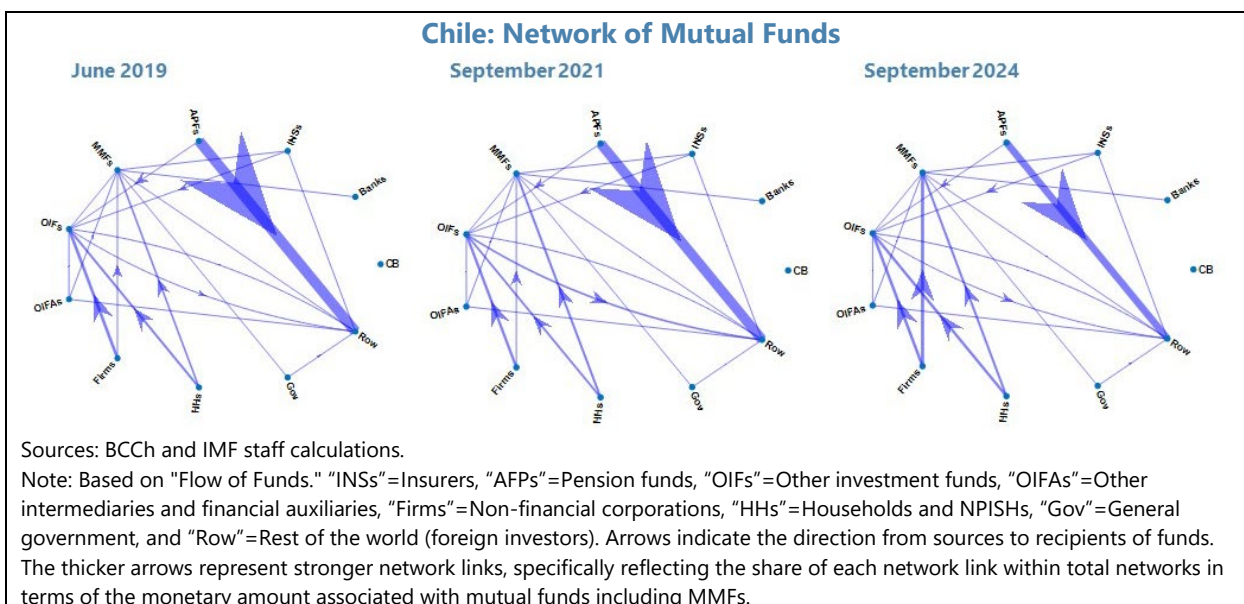 Chile: Network of Mutual Funds
June 2019
September 2021
September 2024
APFs
INSs
MMFs
Banks
OIFs
CB
OIFAs
Row
Firms
HHs
Gov
APFs
INSs
MMFs
Banks
OIFs
CB
OIFAs
Row
Firms
HHs
Gov
APFs
INSs
MMFs
Banks
OIFs
CB
OIFAs
Row
Firms
HHs
Gov
Sources: BCCh and IMF staff calculations.
Note: Based on "Flow of Funds." “INSs”=Insurers, “AFPs”=Pension funds, “OIFs”=Other investment funds, “OIFAs”=Other
intermediaries and financial auxiliaries, “Firms”=Non-financial corporations, “HHs”=Households and NPISHs, “Gov”=General
government, and “Row”=Rest of the world (foreign investors). Arrows indicate the direction from sources to recipients of funds.
The thicker arrows represent stronger network links, specifically reflecting the share of each network link within total networks in
terms of the monetary amount associated with mutual funds including MMFs.